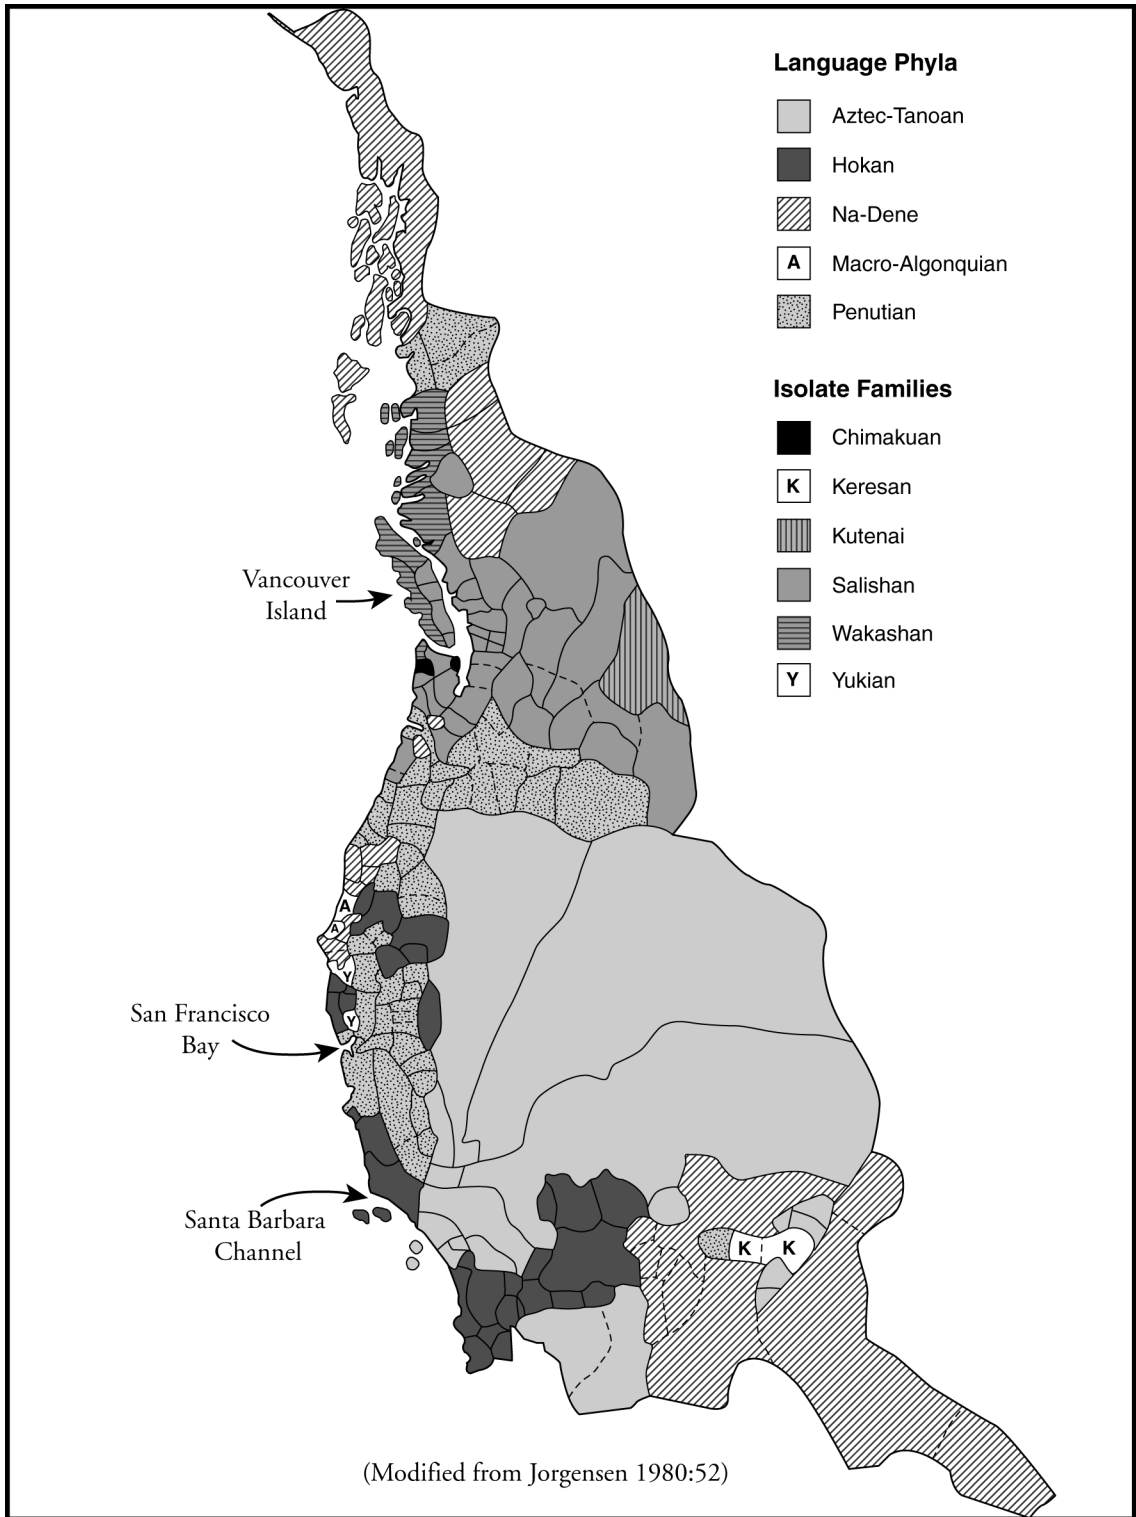 Language Phyla
Aztec-Tanoan
Hokan
Na-Dene
A Macro-Algonquian
Penutian
Isolate Families
Chimakuan
K Keresan
Kutenai
Salishan
Wakashan
Y Yukian
Vancouver
Island
A
A
Y
Y
San Francisco
Bay
Santa Barbara
Channel
K K
(Modified from Jorgensen 1980:52)